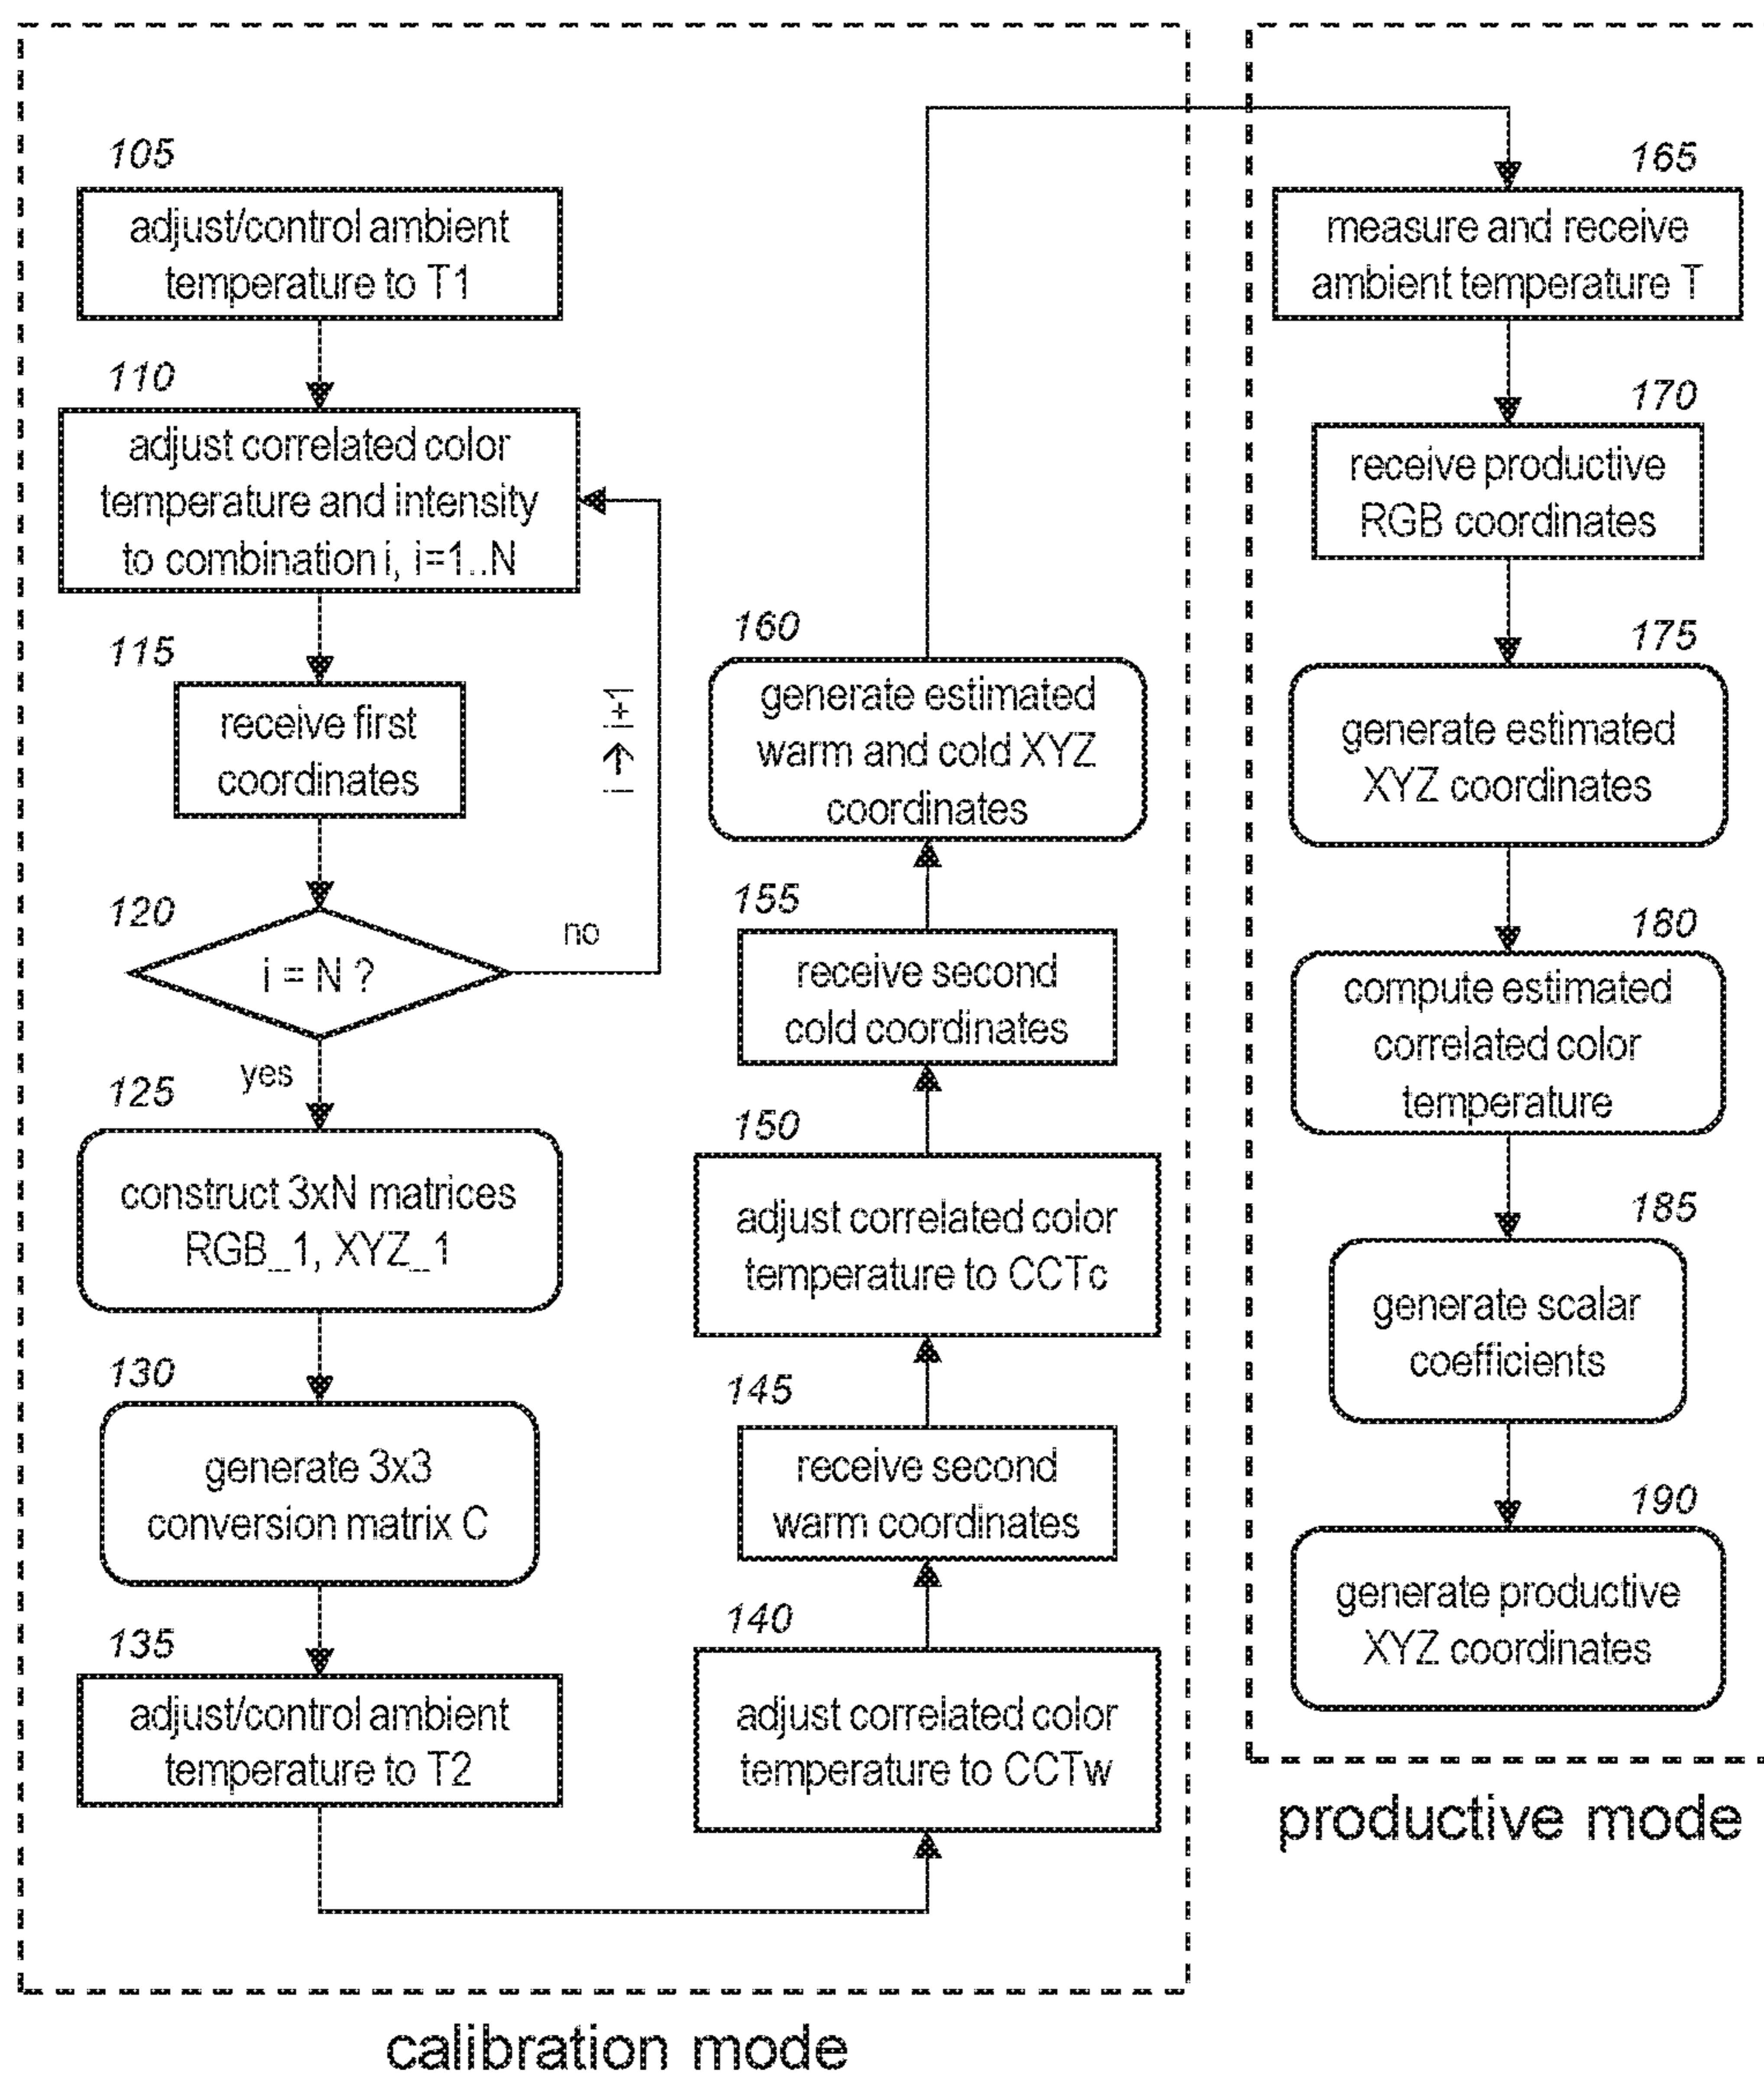 105
adjust/control ambient
temperature to T1
110
adjust correlated color
temperature and intensity
to combination i, i=1..N
115
receive first
coordinates
i → i+1
120
i = N ?
no
yes
125
construct 3xN matrices
RGB_1, XYZ_1
130
generate 3x3
conversion matrix C
135
adjust/control ambient
temperature to T2
140
adjust correlated color
temperature to CCTw
145
receive second
warm coordinates
150
adjust correlated color
temperature to CCTc
155
receive second
cold coordinates
160
generate estimated
warm and cold XYZ
coordinates
calibration mode
165
measure and receive
ambient temperature T
170
receive productive
RGB coordinates
175
generate estimated
XYZ coordinates
180
compute estimated
correlated color
temperature
185
generate scalar
coefficients
190
generate productive
XYZ coordinates
productive mode